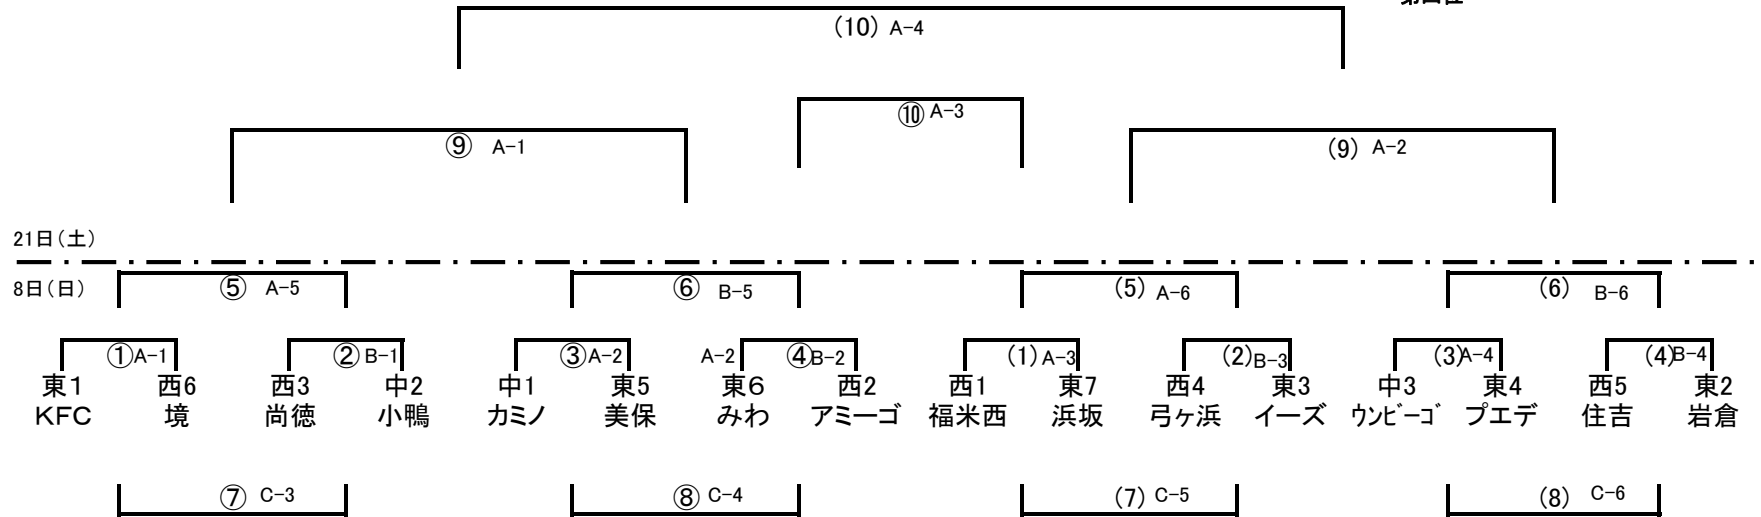 (10) A-4
⑩ A-3
⑨ A-1
(9) A-2
21日(土)
8日(日)
⑤ A-5
⑥ B-5
(5) A-6
(6) B-6
①A-1 ② B-1 ③A-2 A-2 ④B-2 (1)A-3 (2)B-3 (3)A-4 (4)B-4
東1 西6 西3 中2 中1 東5 東6 西2 西1 東7 西4 東3 中3 東4 西5 東2
KFC 境 尚徳 小鴨 カミノ 美保 みわ アミーゴ 福米西 浜坂 弓ヶ浜 イーズ ウンビーゴ プエデ 住吉 岩倉
⑦ C-3 ⑧ C-4 (7) C-5 (8) C-6